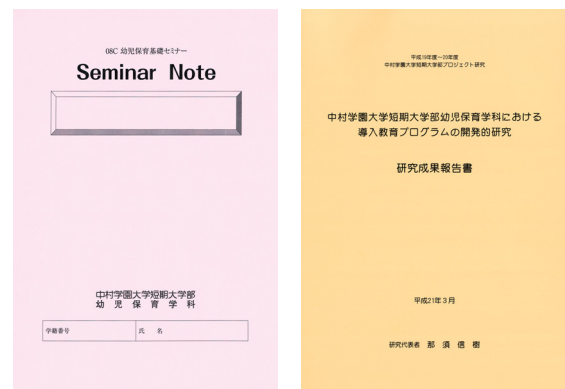 08C 幼児保育基礎セミナー
Seminar Note
中村学園大学短期大学部
幼児保育学科
学籍番号
氏名
平成19年度～20年度
中村学園大学短期大学部プロジェクト研究
中村学園大学短期大学部幼児保育学科における
導入教育プログラムの開発的研究
研究成果報告書
平成21年3月
研究代表者 那須信樹